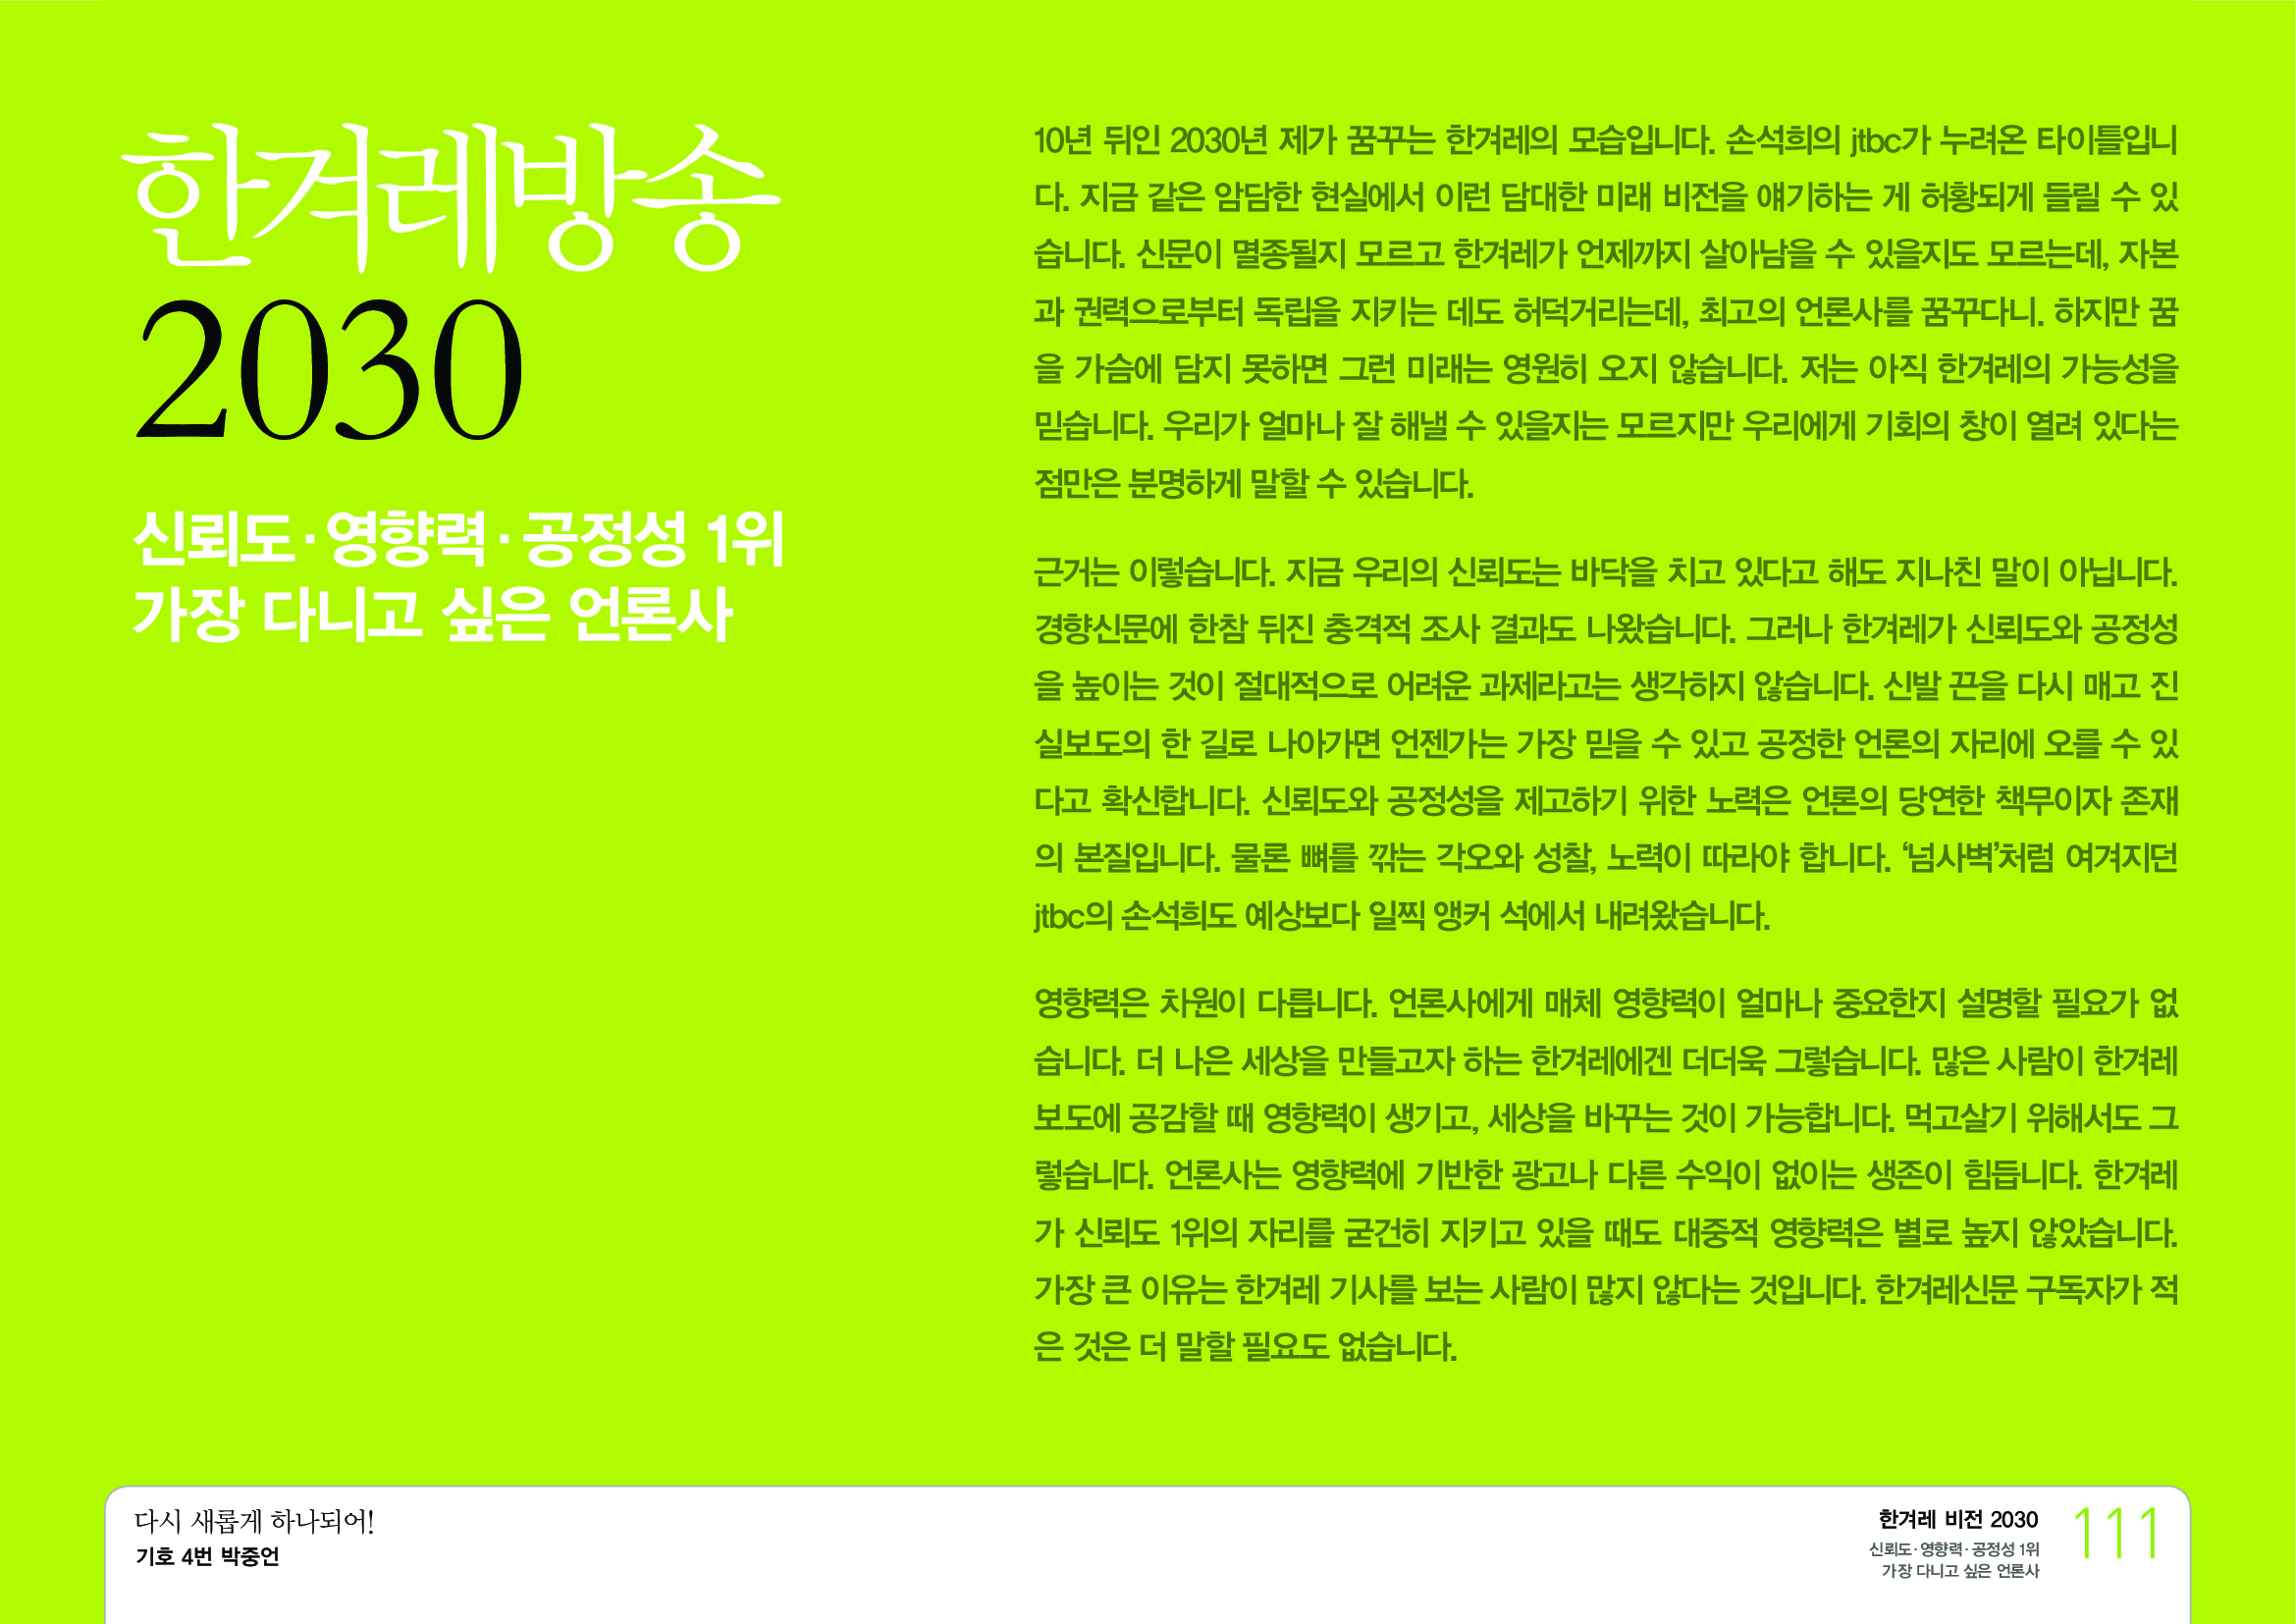 한겨레방송
2030
신뢰도·영향력·공정성 1위
가장 다니고 싶은 언론사
10년 뒤인 2030년 제가 꿈꾸는 한겨레의 모습입니다. 손석희의 jtbc가 누려온 타이틀입니
다. 지금 같은 암담한 현실에서 이런 담대한 미래 비전을 얘기하는 게 허황되게 들릴 수 있
습니다. 신문이 멸종될지 모르고 한겨레가 언제까지 살아남을 수 있을지도 모르는데, 자본
과 권력으로부터 독립을 지키는 데도 허덕거리는데, 최고의 언론사를 꿈꾸다니. 하지만 꿈
을 가슴에 담지 못하면 그런 미래는 영원히 오지 않습니다. 저는 아직 한겨레의 가능성을
믿습니다. 우리가 얼마나 잘 해낼 수 있을지는 모르지만 우리에게 기회의 창이 열려 있다는
점만은 분명하게 말할 수 있습니다.
근거는 이렇습니다. 지금 우리의 신뢰도는 바닥을 치고 있다고 해도 지나친 말이 아닙니다.
경향신문에 한참 뒤진 충격적 조사 결과도 나왔습니다. 그러나 한겨레가 신뢰도와 공정성
을 높이는 것이 절대적으로 어려운 과제라고는 생각하지 않습니다. 신발 끈을 다시 매고 진
실보도의 한 길로 나아가면 언젠가는 가장 믿을 수 있고 공정한 언론의 자리에 오를 수 있
다고 확신합니다. 신뢰도와 공정성을 제고하기 위한 노력은 언론의 당연한 책무이자 존재
의 본질입니다. 물론 뼈를 깎는 각오와 성찰, 노력이 따라야 합니다. ‘넘사벽’처럼 여겨지던
jtbc의 손석희도 예상보다 일찍 앵커 석에서 내려왔습니다.
영향력은 차원이 다릅니다. 언론사에게 매체 영향력이 얼마나 중요한지 설명할 필요가 없
습니다. 더 나은 세상을 만들고자 하는 한겨레에겐 더더욱 그렇습니다. 많은 사람이 한겨레
보도에 공감할 때 영향력이 생기고, 세상을 바꾸는 것이 가능합니다. 먹고살기 위해서도 그
렇습니다. 언론사는 영향력에 기반한 광고나 다른 수익이 없이는 생존이 힘듭니다. 한겨레
가 신뢰도 1위의 자리를 굳건히 지키고 있을 때도 대중적 영향력은 별로 높지 않았습니다.
가장 큰 이유는 한겨레 기사를 보는 사람이 많지 않다는 것입니다. 한겨레신문 구독자가 적
은 것은 더 말할 필요도 없습니다.
다시 새롭게 하나되어!
기호 4번 박중언
한겨레 비전 2030
신뢰도·영향력·공정성 1위
가장 다니고 싶은 언론사
111